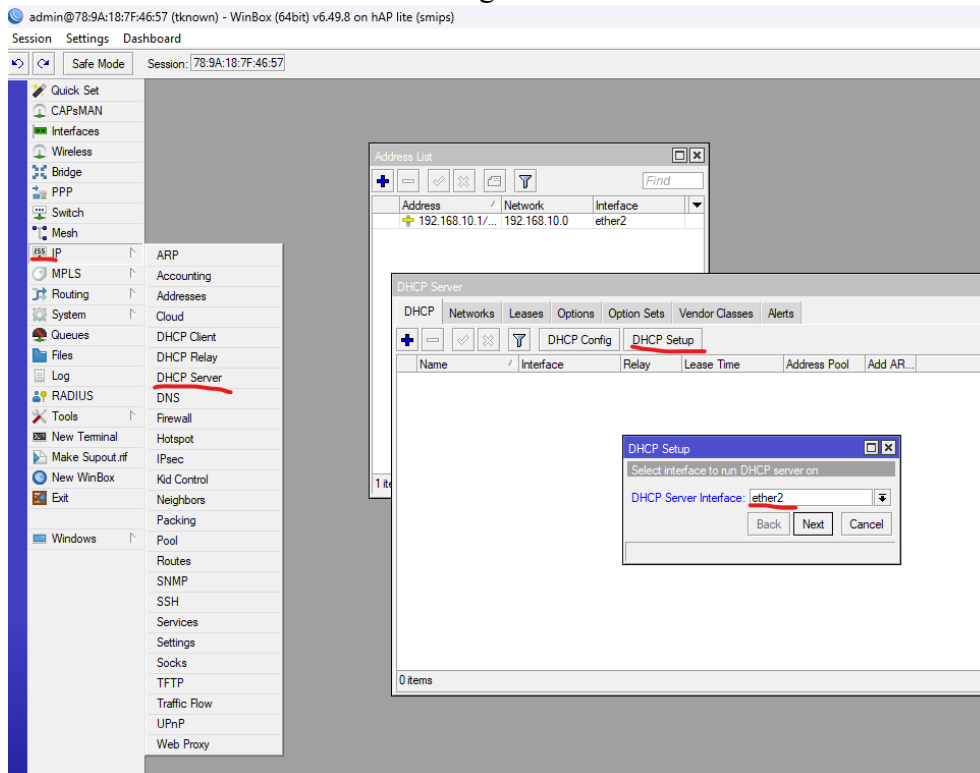 admin@78:9A:18:7F:46:57 (tknown) - WinBox (64bit) v6.49.8 on hAP lite (smips)
Session Settings Dashboard
Safe Mode Session: 78:9A:18:7F:46:57
Quick Set
CAPsMAN
Interfaces
Wireless
Bridge
PPP
Switch
Mesh
IP
MPLS
Routing
System
Queues
Files
Log
RADIUS
Tools
New Terminal
Make Supout.rif
New WinBox
Exit
Windows
ARP
Accounting
Addresses
Cloud
DHCP Client
DHCP Relay
DHCP Server
DNS
Firewall
Hotspot
IPsec
Kid Control
Neighbors
Packing
Pool
Routes
SNMP
SSH
Services
Settings
Socks
TFTP
Traffic Flow
UPnP
Web Proxy
Address List
Find
Address Network Interface
192.168.10.1/... 192.168.10.0 ether2
DHCP Server
DHCP Networks Leases Options Option Sets Vendor Classes Alerts
DHCP Config DHCP Setup
Name Interface Relay Lease Time Address Pool Add AR...
DHCP Setup
Select interface to run DHCP server on
DHCP Server Interface: ether2
Back Next Cancel
0 items